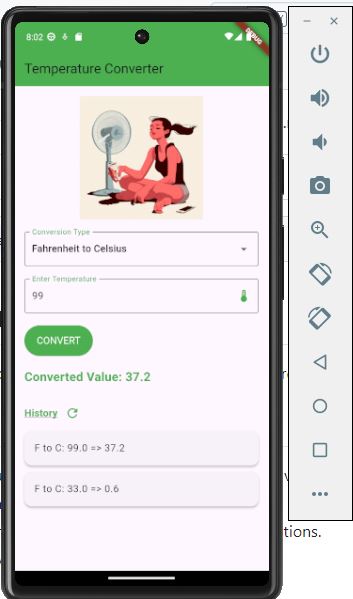 8:02
DEBUG
Temperature Converter
Conversion Type
Fahrenheit to Celsius
Enter Temperature
99
CONVERT
Converted Value: 37.2
History
F to C: 99.0 => 37.2
F to C: 33.0 => 0.6
tions.